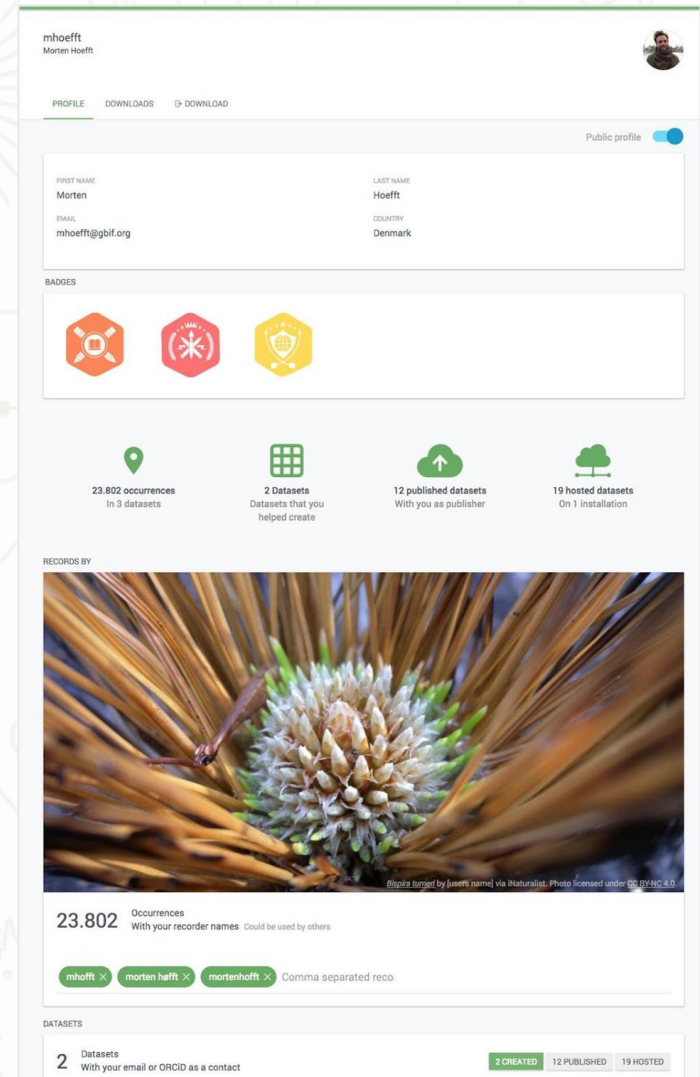 mhoefft
Morten Hoefft
PROFILE DOWNLOADS DOWNLOAD
Public profile
FIRST NAME LAST NAME
Morten Hoefft
EMAIL COUNTRY
mhoefft@gbif.org Denmark
BADGES
23.802 occurrences
In 3 datasets
2 Datasets
Datasets that you
helped create
12 published datasets
With you as publisher
19 hosted datasets
On 1 installation
RECORDS BY
Bispira turneri by [users name] via iNaturalist. Photo licensed under CC BY-NC 4.0.
23.802 Occurrences
With your recorder names Could be used by others
mhofft × morten høfft × mortenhofft × Comma separated reco
DATASETS
2 Datasets
With your email or ORCiD as a contact
2 CREATED 12 PUBLISHED 19 HOSTED